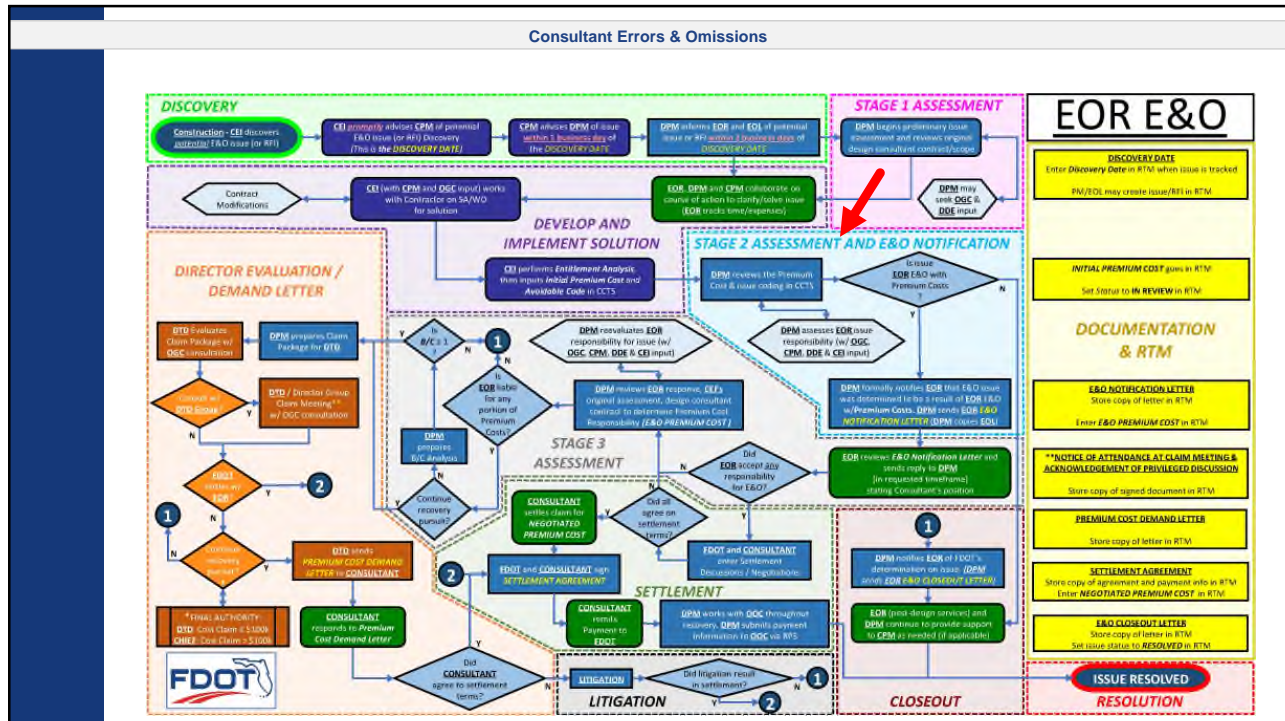 Consultant Errors & Omissions
DISCOVERY
Construction - CEI discovers
potential E&O issue (or RFI)
CEI promptly advises CPM of potential
E&O issue (or RFI) Discovery
(This is the DISCOVERY DATE)
CPM advises DPM of issue
within 1 business day of
the DISCOVERY DATE
DPM informs EOR and EOL of potential
issue or RFI within 2 business days of
DISCOVERY DATE
STAGE 1 ASSESSMENT
DPM begins preliminary issue
assessment and reviews original
design consultant contract/scope
DPM may
seek OGC &
DDE input
Contract
Modifications
CEI (with CPM and OGC input) works
with Contractor on SA/WO
for solution
EOR, DPM and CPM collaborate on
course of action to clarify/solve issue
(EOR tracks time/expenses)
DEVELOP AND
IMPLEMENT SOLUTION
CEI performs Entitlement Analysis,
then inputs Initial Premium Cost and
Avoidable Code in CCTS
STAGE 2 ASSESSMENT AND E&O NOTIFICATION
DPM reviews the Premium
Cost & issue coding in CCTS
Is issue
EOR E&O with
Premium Costs
?
N
Y
DPM assesses EOR issue
responsibility (w/ OGC,
CPM, DDE & CEI input)
DPM formally notifies EOR that E&O issue
was determined to be a result of EOR E&O
w/Premium Costs. DPM sends EOR E&O
NOTIFICATION LETTER (DPM copies EOL)
EOR reviews E&O Notification Letter and
sends reply to DPM
[in requested timeframe]
stating Consultant's position
DIRECTOR EVALUATION /
DEMAND LETTER
DTD Evaluates
Claim Package w/
OGC consultation
DPM prepares Claim
Package for DTD
Consult w/
DTD Group?
Y
N
DTD / Director Group
Claim Meeting**
w/ OGC consultation
FDOT
settles w/
EOR?
Y
2
N
1
Continue
recovery
pursuit?
N
Y
DTD sends
PREMIUM COST DEMAND
LETTER to CONSULTANT
*FINAL AUTHORITY
DTD: Cost Claim ≤ $100k
CHIEF: Cost Claim > $100k
CONSULTANT
responds to Premium
Cost Demand Letter
FDOT
Did
CONSULTANT
agree to settlement
terms?
Y
N
Is
B/C ≥ 1
?
Y
N
1
N
Is
EOR liable
for any
portion of
Premium
Costs?
Y
DPM
prepares
B/C Analysis
Y
Continue
recovery
pursuit?
N
STAGE 3
ASSESSMENT
DPM reevaluates EOR
responsibility for issue (w/
OGC, CPM, DDE & CEI input)
DPM reviews EOR response, CEI's
original assessment, design consultant
contract to determine Premium Cost
Responsibility (E&O PREMIUM COST)
Did
EOR accept any
responsibility
for E&O?
N
Y
Did all
agree on
settlement
terms?
N
Y
CONSULTANT
settles claim for
NEGOTIATED
PREMIUM COST
FDOT and CONSULTANT
enter Settlement
Discussions / Negotiations
2
FDOT and CONSULTANT sign
SETTLEMENT AGREEMENT
SETTLEMENT
CONSULTANT
remits
Payment to
FDOT
DPM works with OOC throughout
recovery. DPM submits payment
information to OOC via RPS
LITIGATION
Did litigation result
in settlement?
N
1
Y
2
LITIGATION
1
DPM notifies EOR of FDOT's
determination on issue. (DPM
sends EOR E&O CLOSEOUT LETTER)
EOR (post-design services) and
DPM continue to provide support
to CPM as needed (if applicable)
CLOSEOUT
EOR E&O
DISCOVERY DATE
Enter Discovery Date in RTM when issue is tracked
PM/EOL may create issue/RFI in RTM
INITIAL PREMIUM COST goes in RTM
Set Status to IN REVIEW in RTM
DOCUMENTATION
& RTM
E&O NOTIFICATION LETTER
Store copy of letter in RTM
Enter E&O PREMIUM COST in RTM
**NOTICE OF ATTENDANCE AT CLAIM MEETING &
ACKNOWLEDGEMENT OF PRIVILEGED DISCUSSION
Store copy of signed document in RTM
PREMIUM COST DEMAND LETTER
Store copy of letter in RTM
SETTLEMENT AGREEMENT
Store copy of agreement and payment info in RTM
Enter NEGOTIATED PREMIUM COST in RTM
E&O CLOSEOUT LETTER
Store copy of letter in RTM
Set issue status to RESOLVED in RTM
ISSUE RESOLVED
RESOLUTION